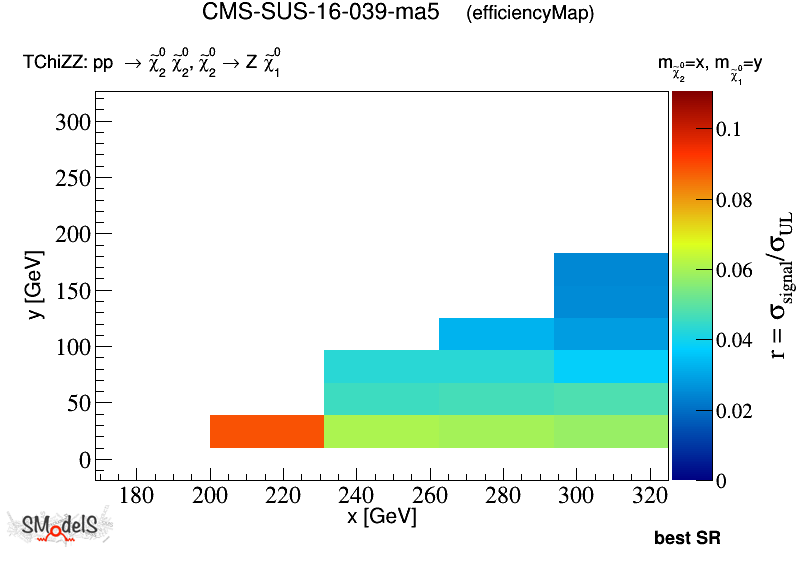 CMS-SUS-16-039-ma5 (efficiencyMap)
TChiZZ: pp → χ̃⁰₂ χ̃⁰₂, χ̃⁰₂ → Z χ̃⁰₁
m_χ̃⁰₂=x, m_χ̃⁰₁=y
300
250
200
150
100
50
0
y [GeV]
180 200 220 240 260 280 300 320
x [GeV]
0.1
0.08
0.06
0.04
0.02
0
r = σ_signal/σ_UL
SModelS
best SR